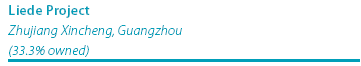 Liede Project
Zhujiang Xincheng, Guangzhou
(33.3% owned)